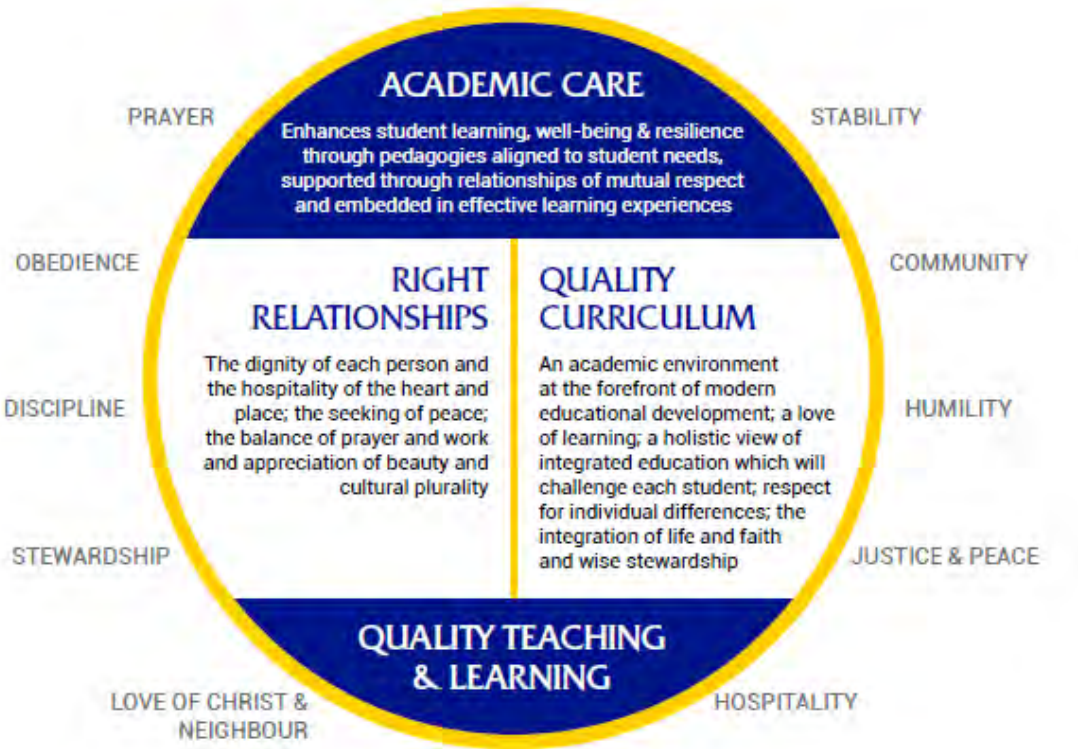 ACADEMIC CARE
Enhances student learning, well-being & resilience
through pedagogies aligned to student needs,
supported through relationships of mutual respect
and embedded in effective learning experiences
PRAYER
STABILITY
OBEDIENCE
COMMUNITY
RIGHT
RELATIONSHIPS
The dignity of each person and
the hospitality of the heart and
place; the seeking of peace;
the balance of prayer and work
and appreciation of beauty and
cultural plurality
QUALITY
CURRICULUM
An academic environment
at the forefront of modern
educational development; a love
of learning; a holistic view of
integrated education which will
challenge each student; respect
for individual differences; the
integration of life and faith
and wise stewardship
DISCIPLINE
HUMILITY
STEWARDSHIP
JUSTICE & PEACE
QUALITY TEACHING
& LEARNING
LOVE OF CHRIST &
NEIGHBOUR
HOSPITALITY